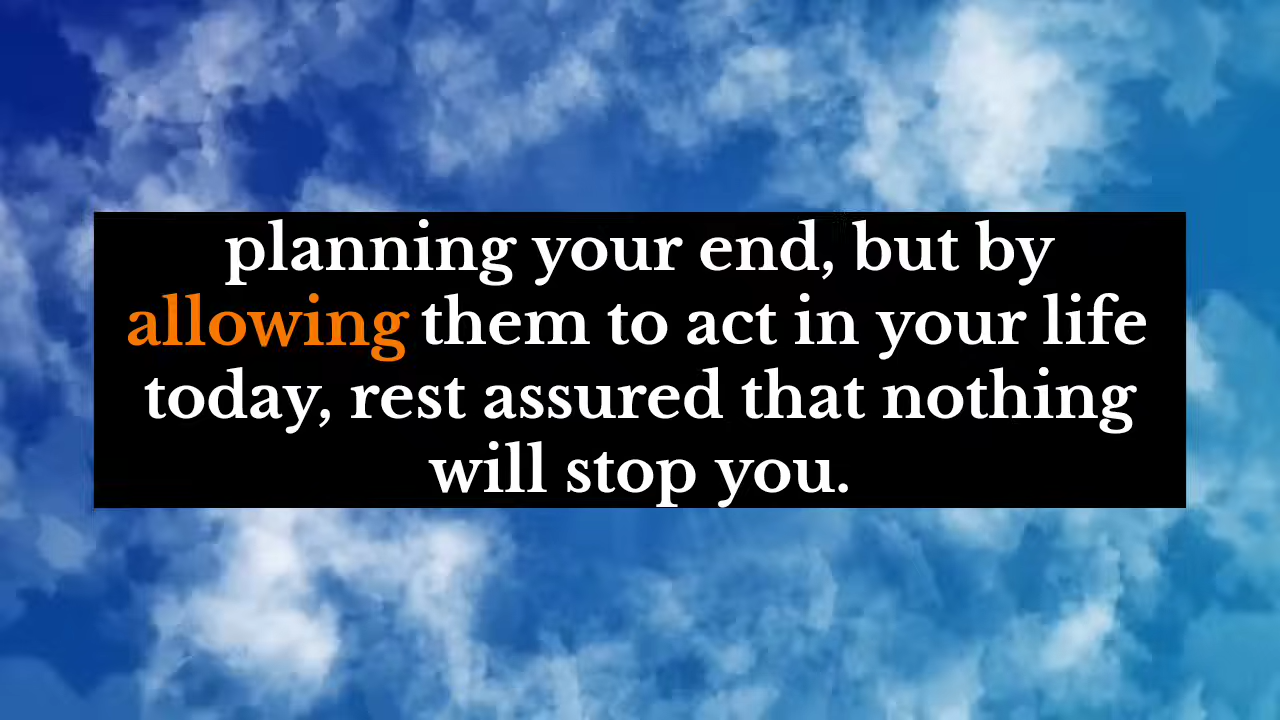 planning your end, but by
allowing them to act in your life
today, rest assured that nothing
will stop you.